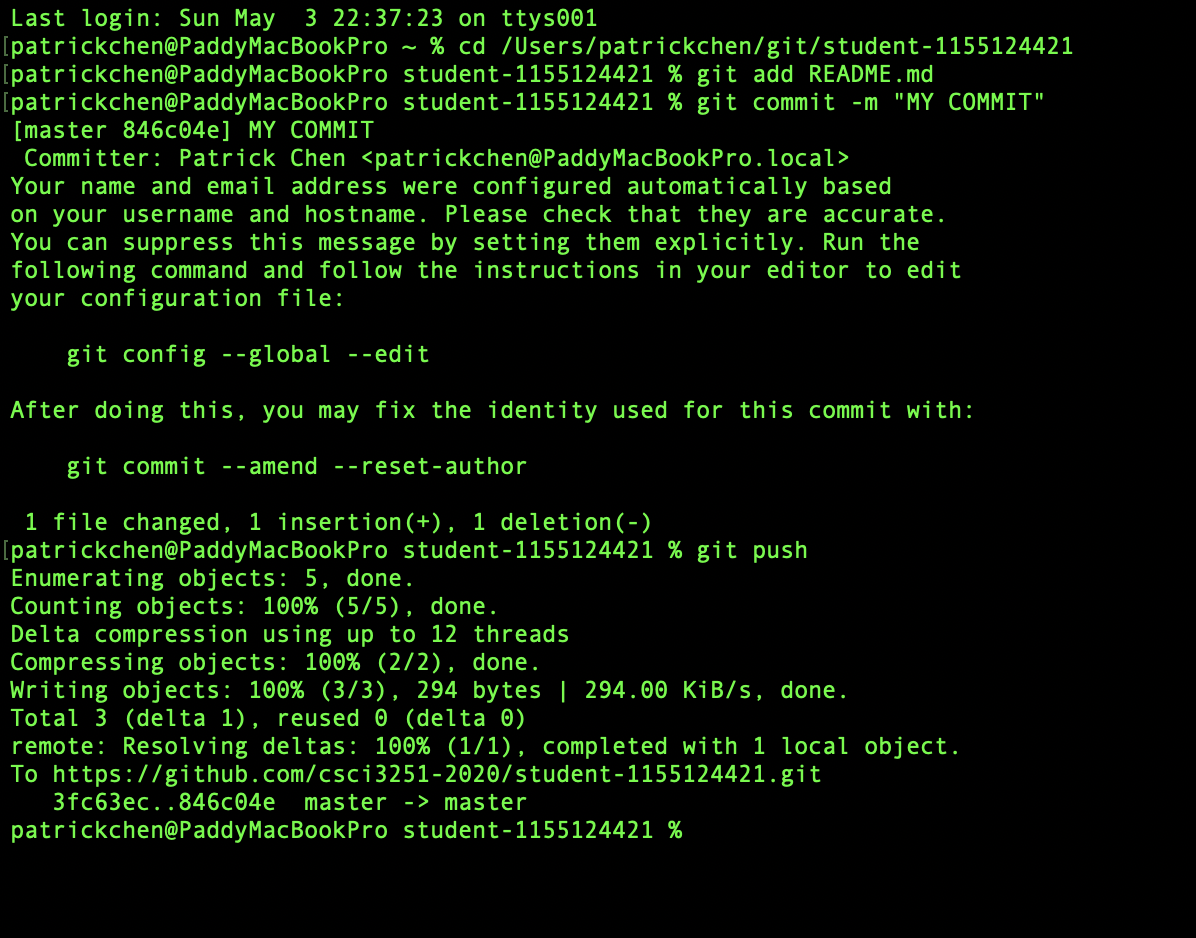 Last login: Sun May  3 22:37:23 on ttys001
[patrickchen@PaddyMacBookPro ~ % cd /Users/patrickchen/git/student-1155124421
[patrickchen@PaddyMacBookPro student-1155124421 % git add README.md
[patrickchen@PaddyMacBookPro student-1155124421 % git commit -m "MY COMMIT"
[master 846c04e] MY COMMIT
 Committer: Patrick Chen <patrickchen@PaddyMacBookPro.local>
Your name and email address were configured automatically based
on your username and hostname. Please check that they are accurate.
You can suppress this message by setting them explicitly. Run the
following command and follow the instructions in your editor to edit
your configuration file:

    git config --global --edit

After doing this, you may fix the identity used for this commit with:

    git commit --amend --reset-author

 1 file changed, 1 insertion(+), 1 deletion(-)
[patrickchen@PaddyMacBookPro student-1155124421 % git push
Enumerating objects: 5, done.
Counting objects: 100% (5/5), done.
Delta compression using up to 12 threads
Compressing objects: 100% (2/2), done.
Writing objects: 100% (3/3), 294 bytes | 294.00 KiB/s, done.
Total 3 (delta 1), reused 0 (delta 0)
remote: Resolving deltas: 100% (1/1), completed with 1 local object.
To https://github.com/csci3251-2020/student-1155124421.git
   3fc63ec..846c04e  master -> master
patrickchen@PaddyMacBookPro student-1155124421 %